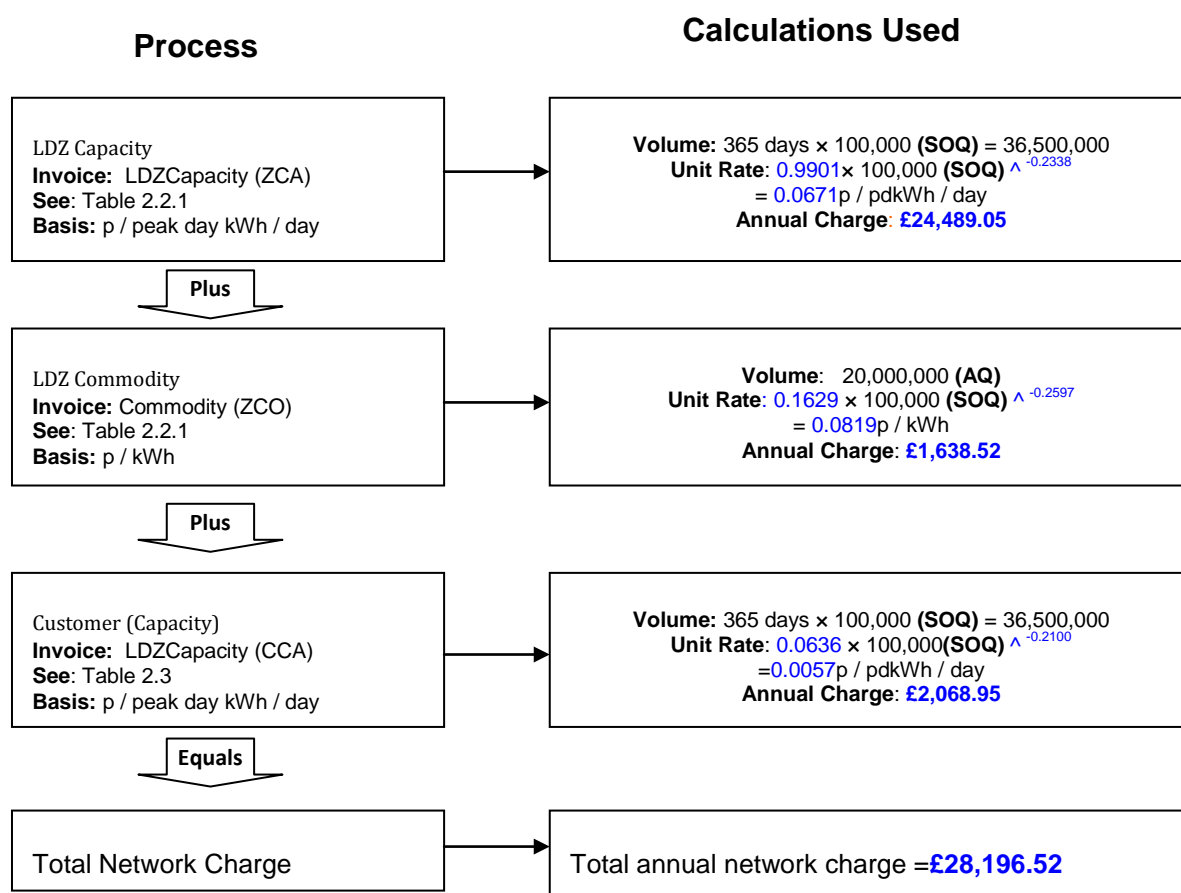 Process
Calculations Used
LDZ Capacity
Invoice: LDZCapacity (ZCA)
See: Table 2.2.1
Basis: p / peak day kWh / day
Volume: 365 days × 100,000 (SOQ) = 36,500,000
Unit Rate: 0.9901× 100,000 (SOQ) ^ -0.2338
= 0.0671p / pdkWh / day
Annual Charge: £24,489.05
Plus
LDZ Commodity
Invoice: Commodity (ZCO)
See: Table 2.2.1
Basis: p / kWh
Volume: 20,000,000 (AQ)
Unit Rate: 0.1629 × 100,000 (SOQ) ^ -0.2597
= 0.0819p / kWh
Annual Charge: £1,638.52
Plus
Customer (Capacity)
Invoice: LDZCapacity (CCA)
See: Table 2.3
Basis: p / peak day kWh / day
Volume: 365 days × 100,000 (SOQ) = 36,500,000
Unit Rate: 0.0636 × 100,000(SOQ) ^ -0.2100
=0.0057p / pdkWh / day
Annual Charge: £2,068.95
Equals
Total Network Charge
Total annual network charge =£28,196.52